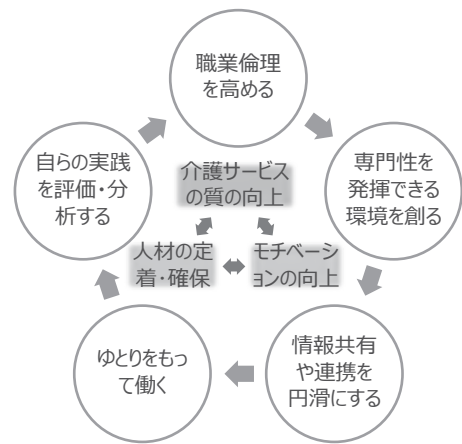 職業倫理
を高める
専門性を
発揮できる
環境を創る
情報共有
や連携を
円滑にする
ゆとりをもっ
て働く
自らの実践
を評価・分
析する
介護サービス
の質の向上
モチベーシ
ョンの向上
人材の定
着・確保